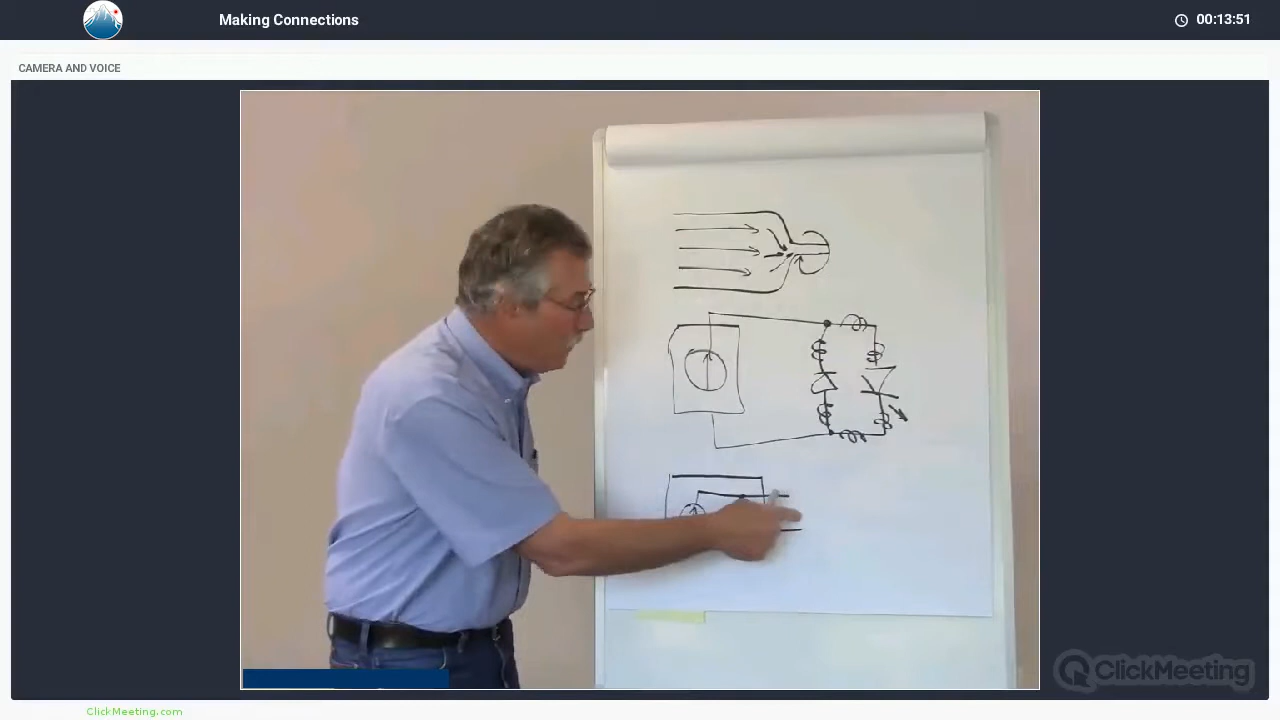 Making Connections
00:13:51
CAMERA AND VOICE
ClickMeeting
ClickMeeting.com